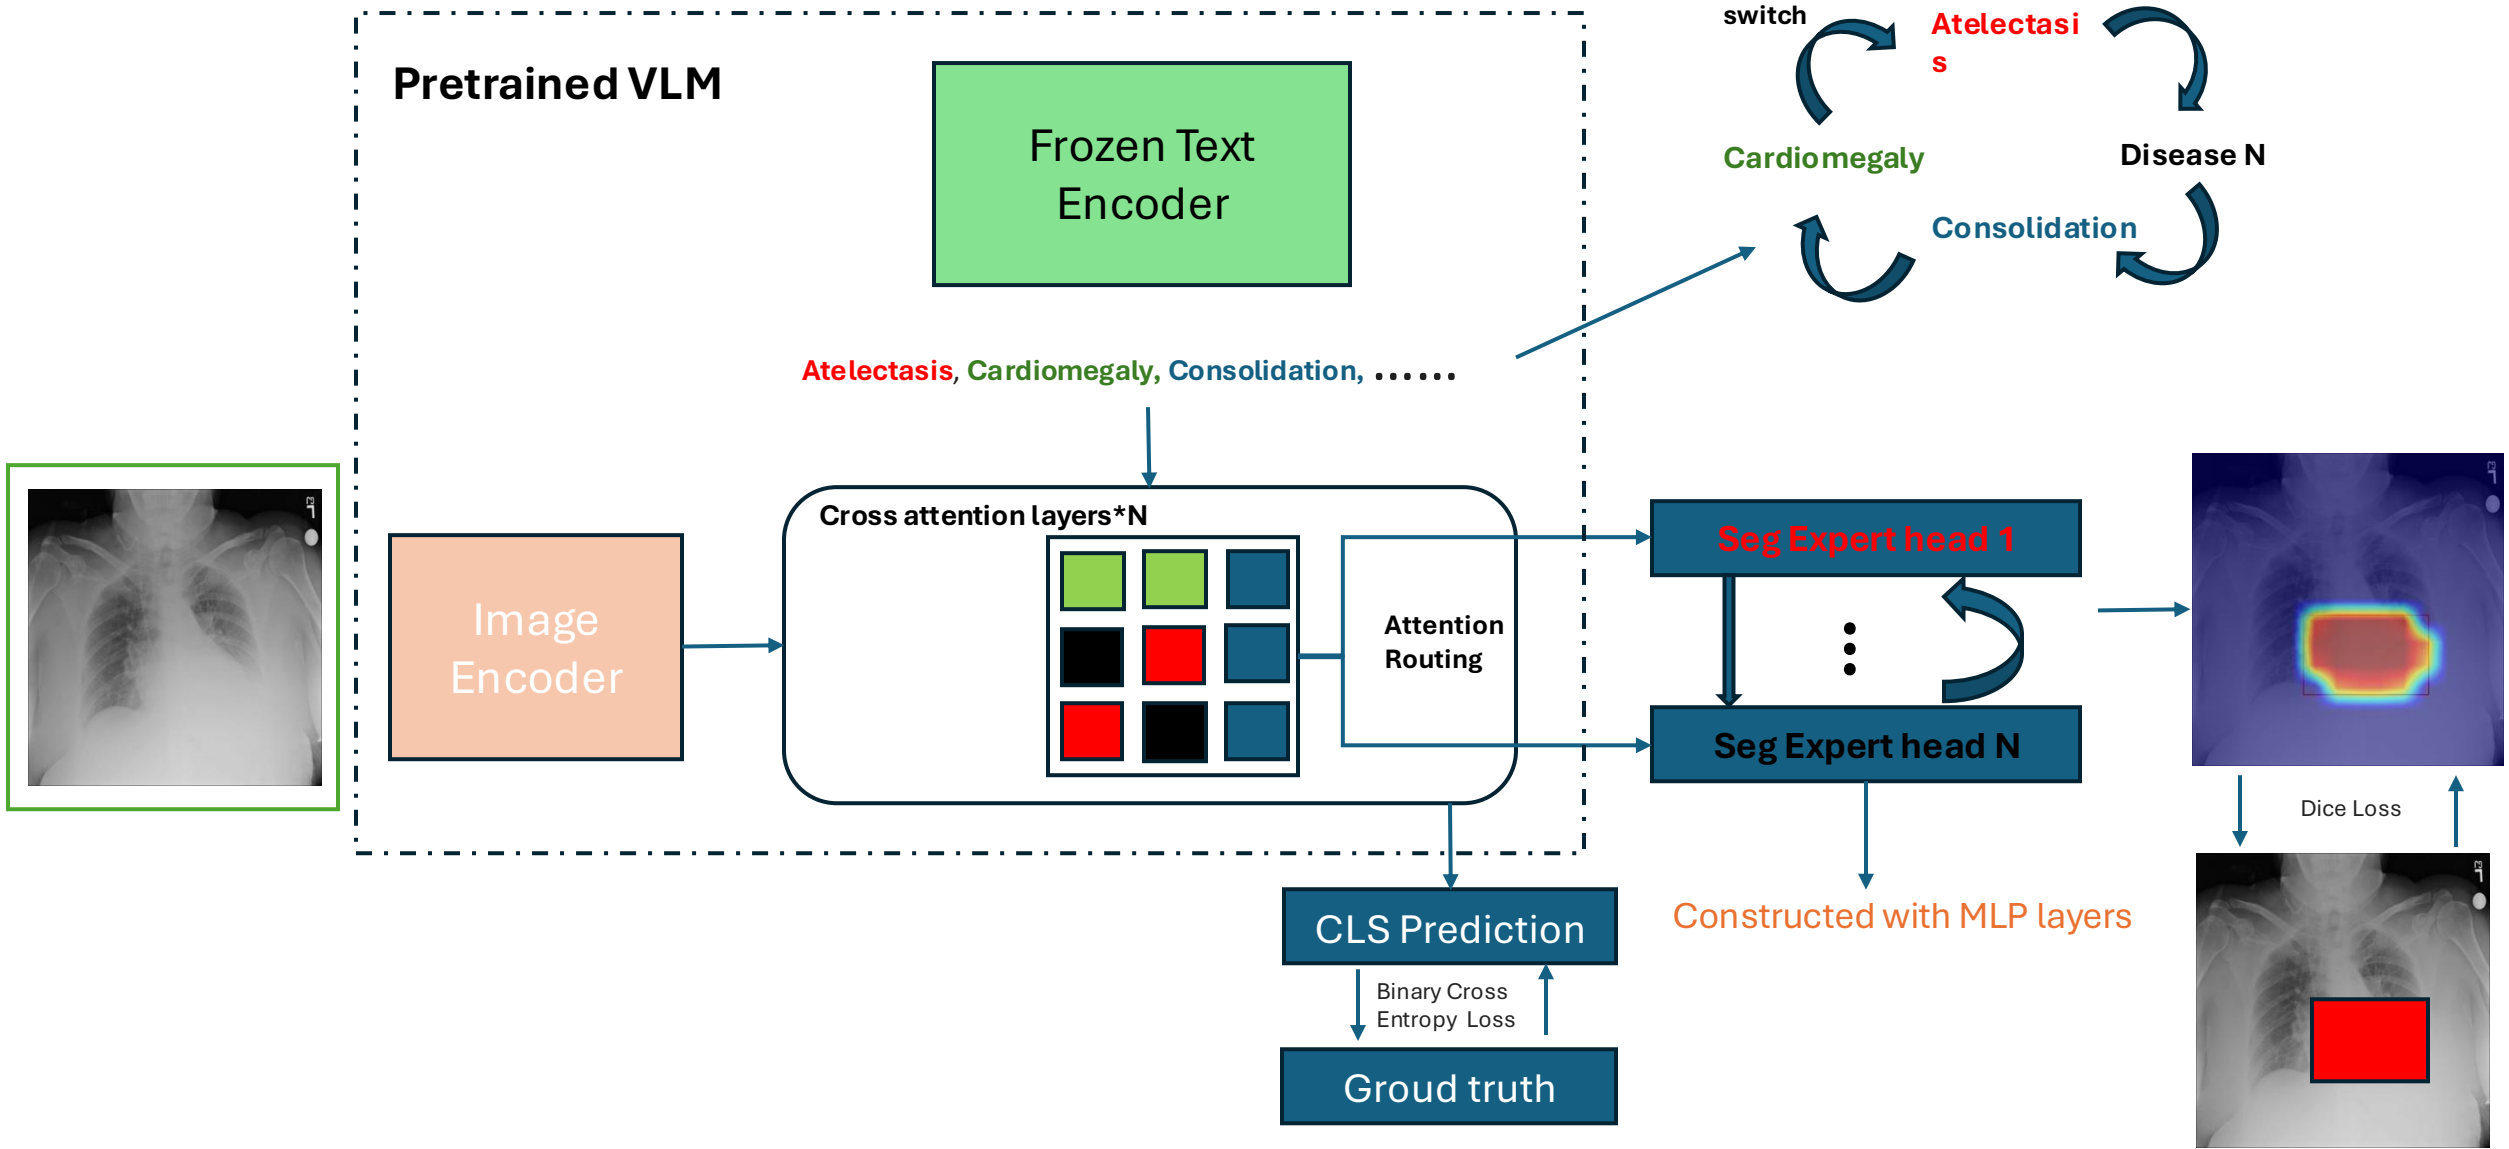 Pretrained VLM
Frozen Text
Encoder
switch
Atelectasi
s
Cardiomegaly
Disease N
Consolidation
Atelectasis, Cardiomegaly, Consolidation, ......
Cross attention layers*N
Image
Encoder
Attention
Routing
Seg Expert head 1
Seg Expert head N
Constructed with MLP layers
Dice Loss
CLS Prediction
Binary Cross
Entropy Loss
Groud truth